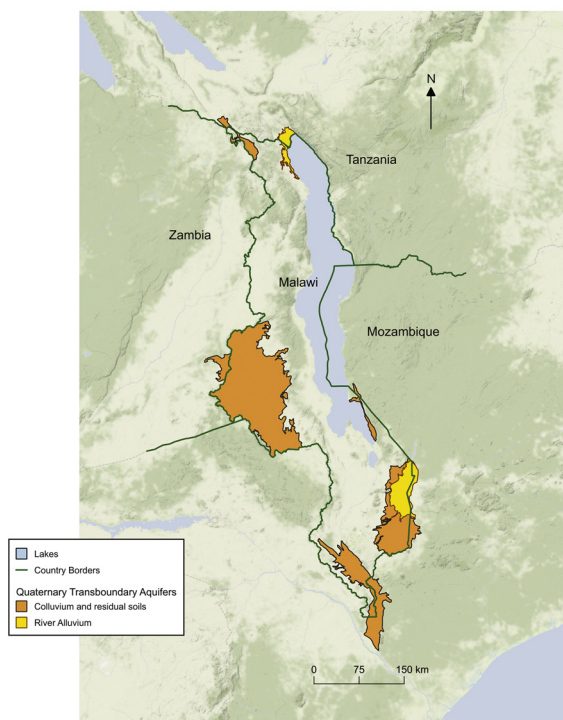 N
Tanzania
Zambia
Malawi
Mozambique
Lakes
Country Borders
Quaternary Transboundary Aquifers
Colluvium and residual soils
River Alluvium
0 75 150 km